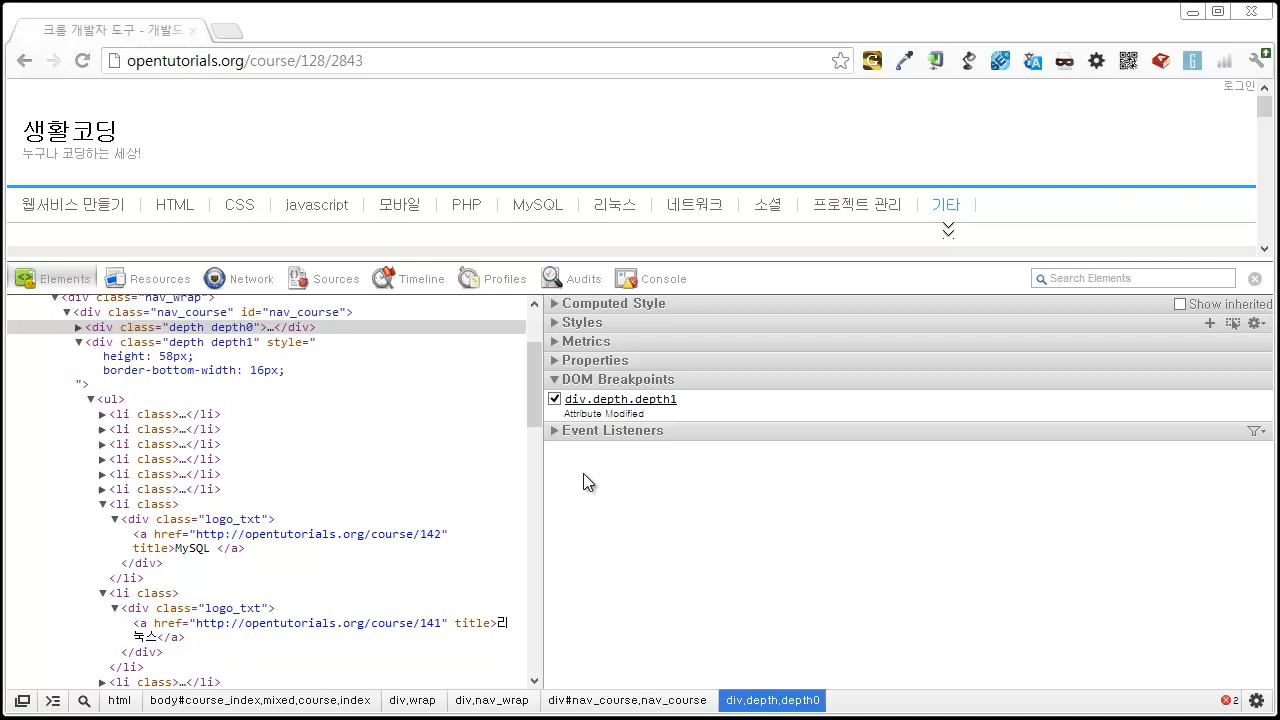 크롬 개발자 도구 - 개발도
opentutorials.org/course/128/2843
로그인
생활코딩
누구나 코딩하는 세상!
웹서비스 만들기 HTML CSS javascript 모바일 PHP MySQL 리눅스 네트워크 소셜 프로젝트 관리 기타
Elements Resources Network Sources Timeline Profiles Audits Console Search Elements
<div class="nav_wrap">
<div class="nav_course" id="nav_course">
<div class="depth depth0">…</div>
<div class="depth depth1" style="
height: 58px;
border-bottom-width: 16px;
">
<ul>
<li class>…</li>
<li class>…</li>
<li class>…</li>
<li class>…</li>
<li class>…</li>
<li class>…</li>
<li class>
<div class="logo_txt">
<a href="http://opentutorials.org/course/142"
title>MySQL </a>
</div>
</li>
<li class>
<div class="logo_txt">
<a href="http://opentutorials.org/course/141" title>리
눅스</a>
</div>
</li>
<li class>…</li>
Computed Style Show inherited
Styles
Metrics
Properties
DOM Breakpoints
div.depth.depth1
Attribute Modified
Event Listeners
html body#course_index.mixed.course.index div.wrap div.nav_wrap div#nav_course.nav_course div.depth.depth0 2